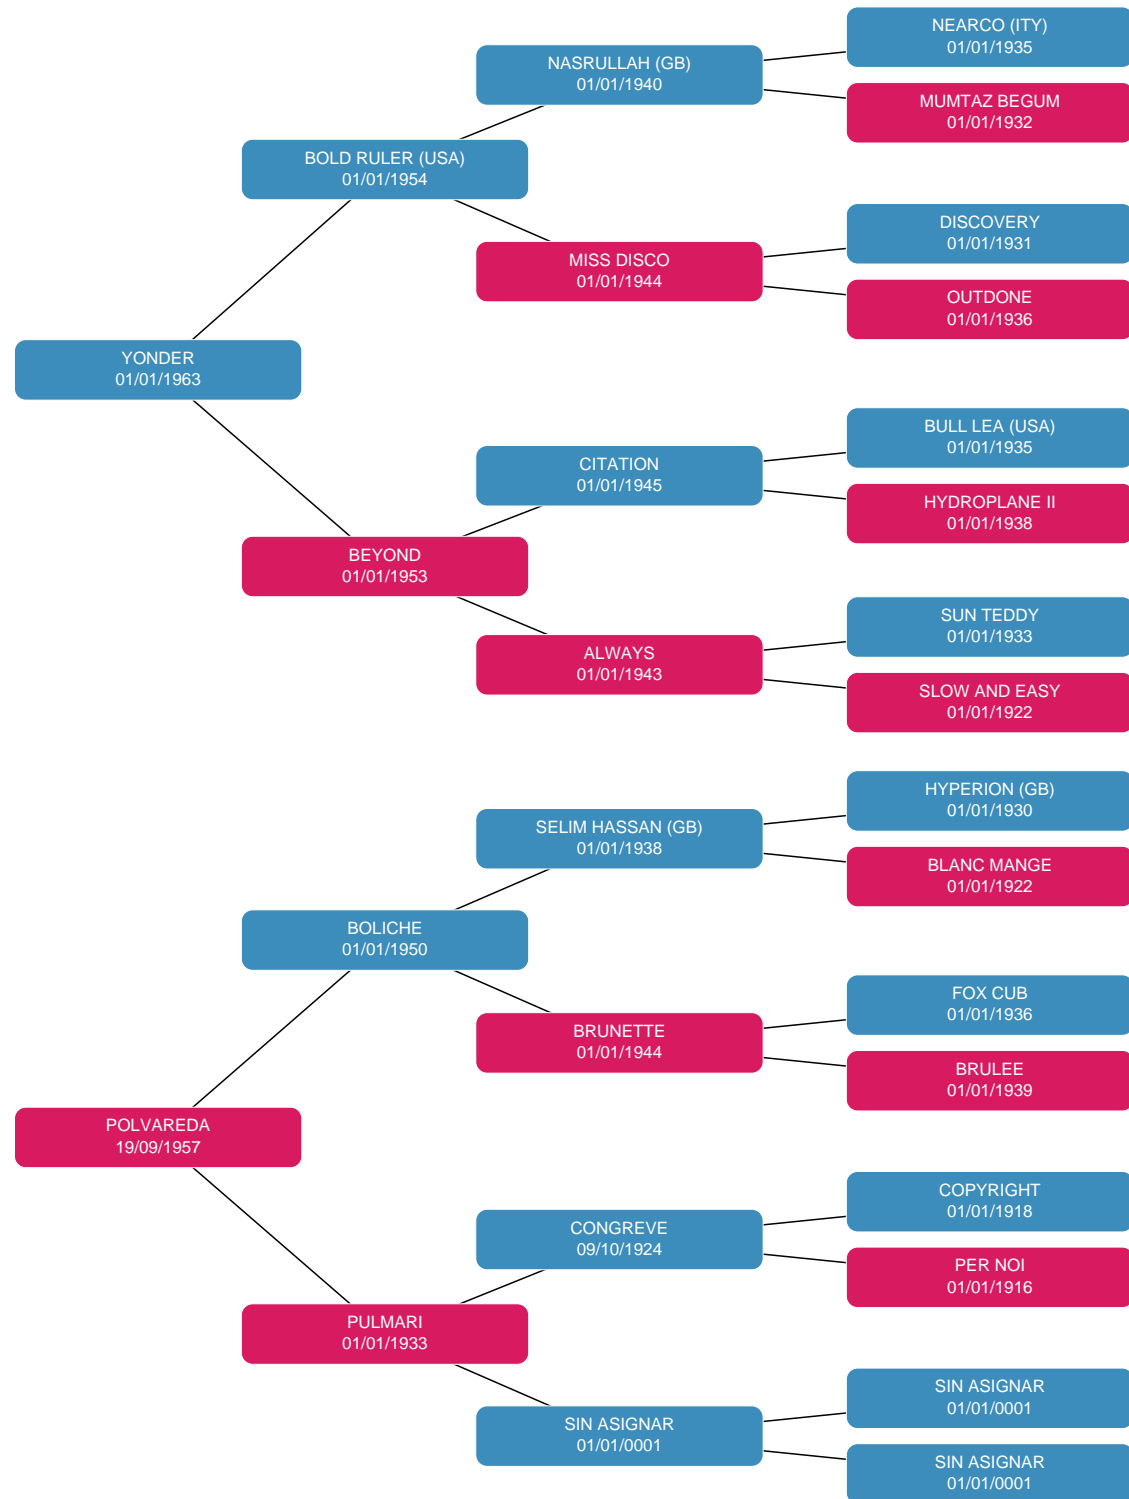 NEARCO (ITY)
01/01/1935
NASRULLAH (GB)
01/01/1940
MUMTAZ BEGUM
01/01/1932
BOLD RULER (USA)
01/01/1954
DISCOVERY
01/01/1931
MISS DISCO
01/01/1944
OUTDONE
01/01/1936
YONDER
01/01/1963
BULL LEA (USA)
01/01/1935
CITATION
01/01/1945
HYDROPLANE II
01/01/1938
BEYOND
01/01/1953
SUN TEDDY
01/01/1933
ALWAYS
01/01/1943
SLOW AND EASY
01/01/1922
HYPERION (GB)
01/01/1930
SELIM HASSAN (GB)
01/01/1938
BLANC MANGE
01/01/1922
BOLICHE
01/01/1950
FOX CUB
01/01/1936
BRUNETTE
01/01/1944
BRULEE
01/01/1939
POLVAREDA
19/09/1957
COPYRIGHT
01/01/1918
CONGREVE
09/10/1924
PER NOI
01/01/1916
PULMARI
01/01/1933
SIN ASIGNAR
01/01/0001
SIN ASIGNAR
01/01/0001
SIN ASIGNAR
01/01/0001